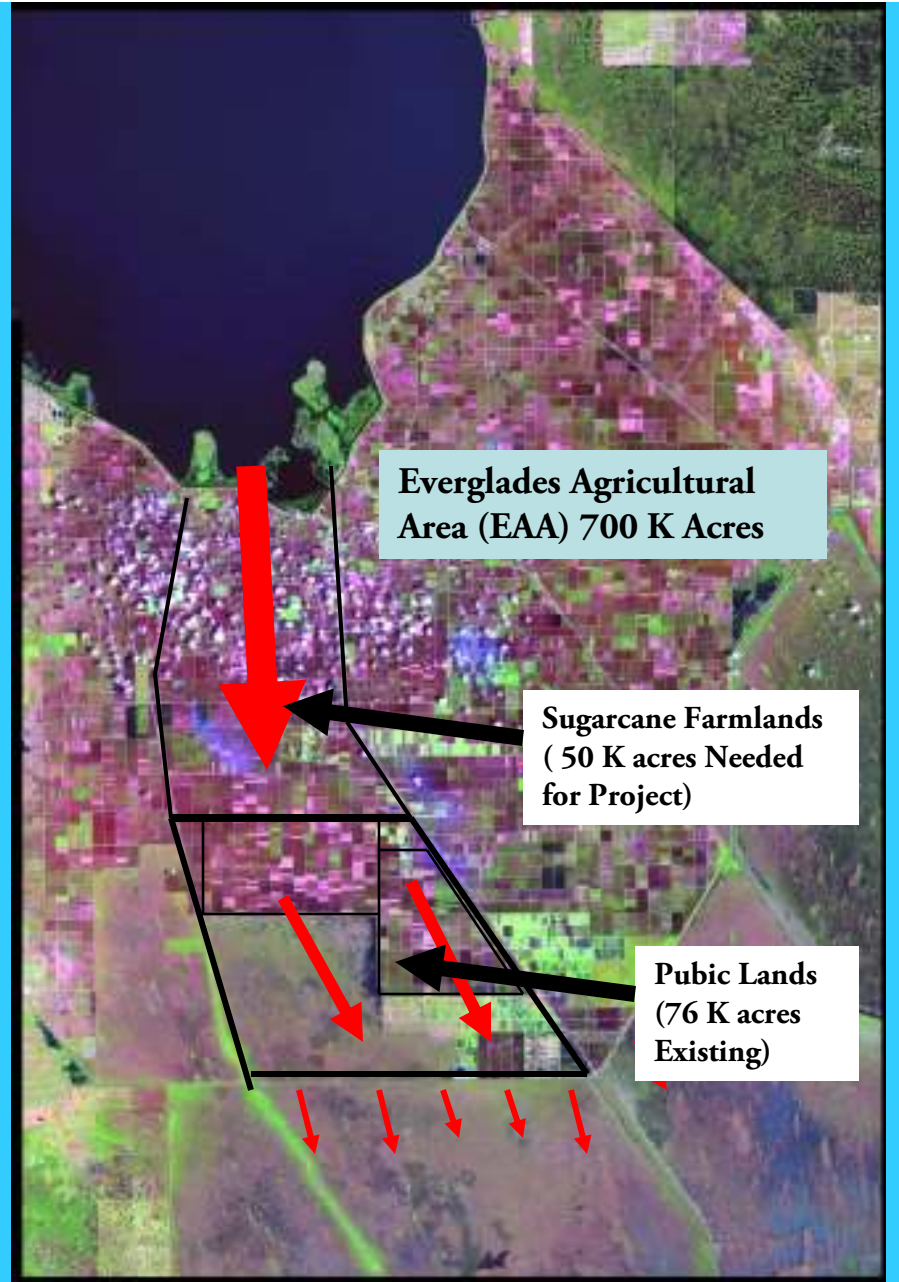 Everglades Agricultural
Area (EAA) 700 K Acres
Sugarcane Farmlands
( 50 K acres Needed
for Project)
Pubic Lands
(76 K acres
Existing)